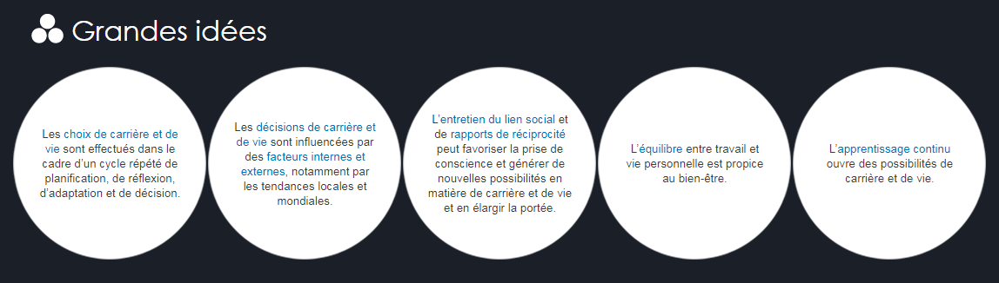 Grandes idées
Les choix de carrière et de
vie sont effectués dans le
cadre d’un cycle répété de
planification, de réflexion,
d’adaptation et de décision.
Les décisions de carrière et
de vie sont influencées par
des facteurs internes et
externes, notamment par
les tendances locales et
mondiales.
L’entretien du lien social et
de rapports de réciprocité
peut favoriser la prise de
conscience et générer de
nouvelles possibilités en
matière de carrière et de vie
et en élargir la portée.
L’équilibre entre travail et
vie personnelle est propice
au bien-être.
L’apprentissage continu
ouvre des possibilités de
carrière et de vie.